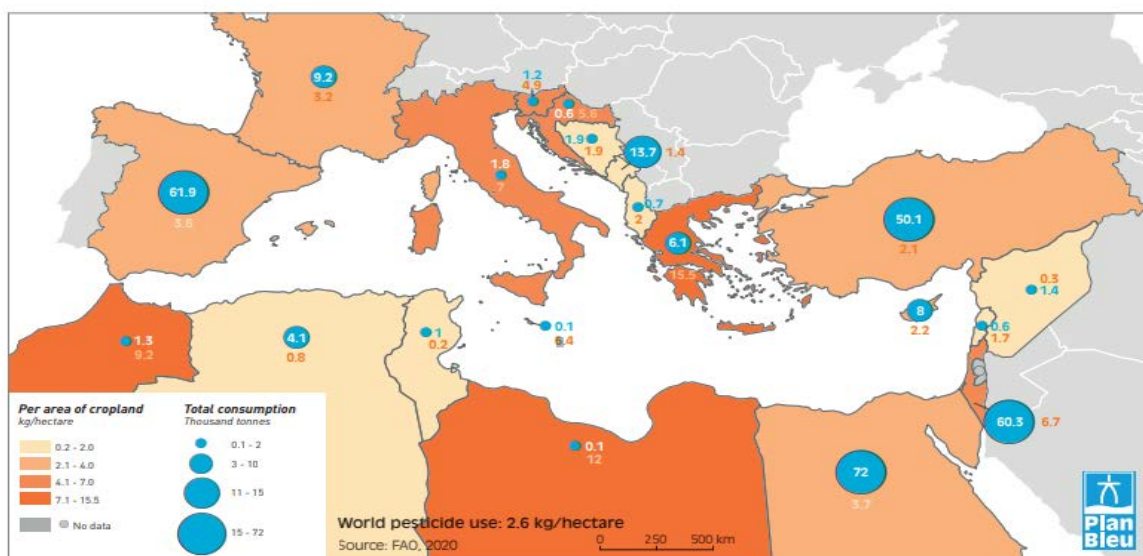 9.2
3.2
1.2
4.9
0.6 5.6
1.9
1.9
13.7 1.4
61.9
3.6
1.8
7
0.7
2
6.1
15.5
50.1
2.1
0.3
1.4
8
2.2
0.6
1.7
1.3
9.2
4.1
0.8
1
0.2
0.1
6.4
60.3 6.7
0.1
12
72
3.7
Per area of cropland
kg/hectare
0.2 - 2.0
2.1 - 4.0
4.1 - 7.0
7.1 - 15.5
No data
Total consumption
Thousand tonnes
0.1 - 2
3 - 10
11 - 15
15 - 72
World pesticide use: 2.6 kg/hectare
Source: FAO, 2020
0 250 500 km
Plan
Bleu